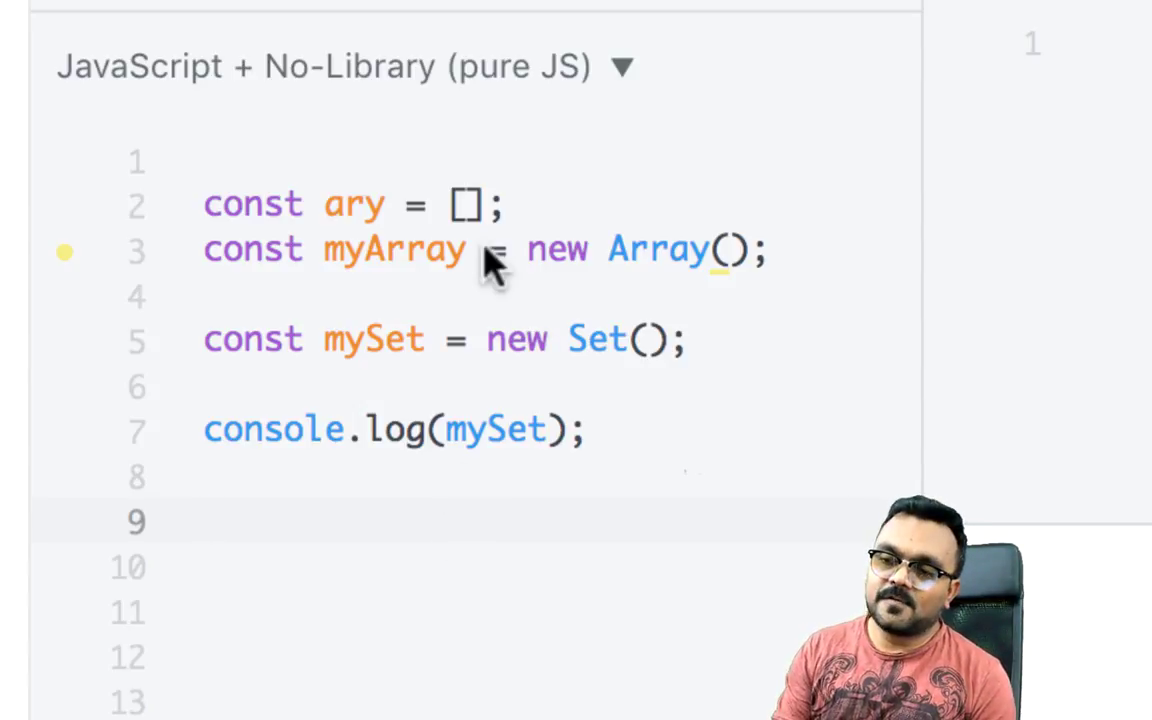 1
JavaScript + No-Library (pure JS) ▼
1
2 const ary = [];
3 const myArray = new Array();
4
5 const mySet = new Set();
6
7 console.log(mySet);
8
9
10
11
12
13